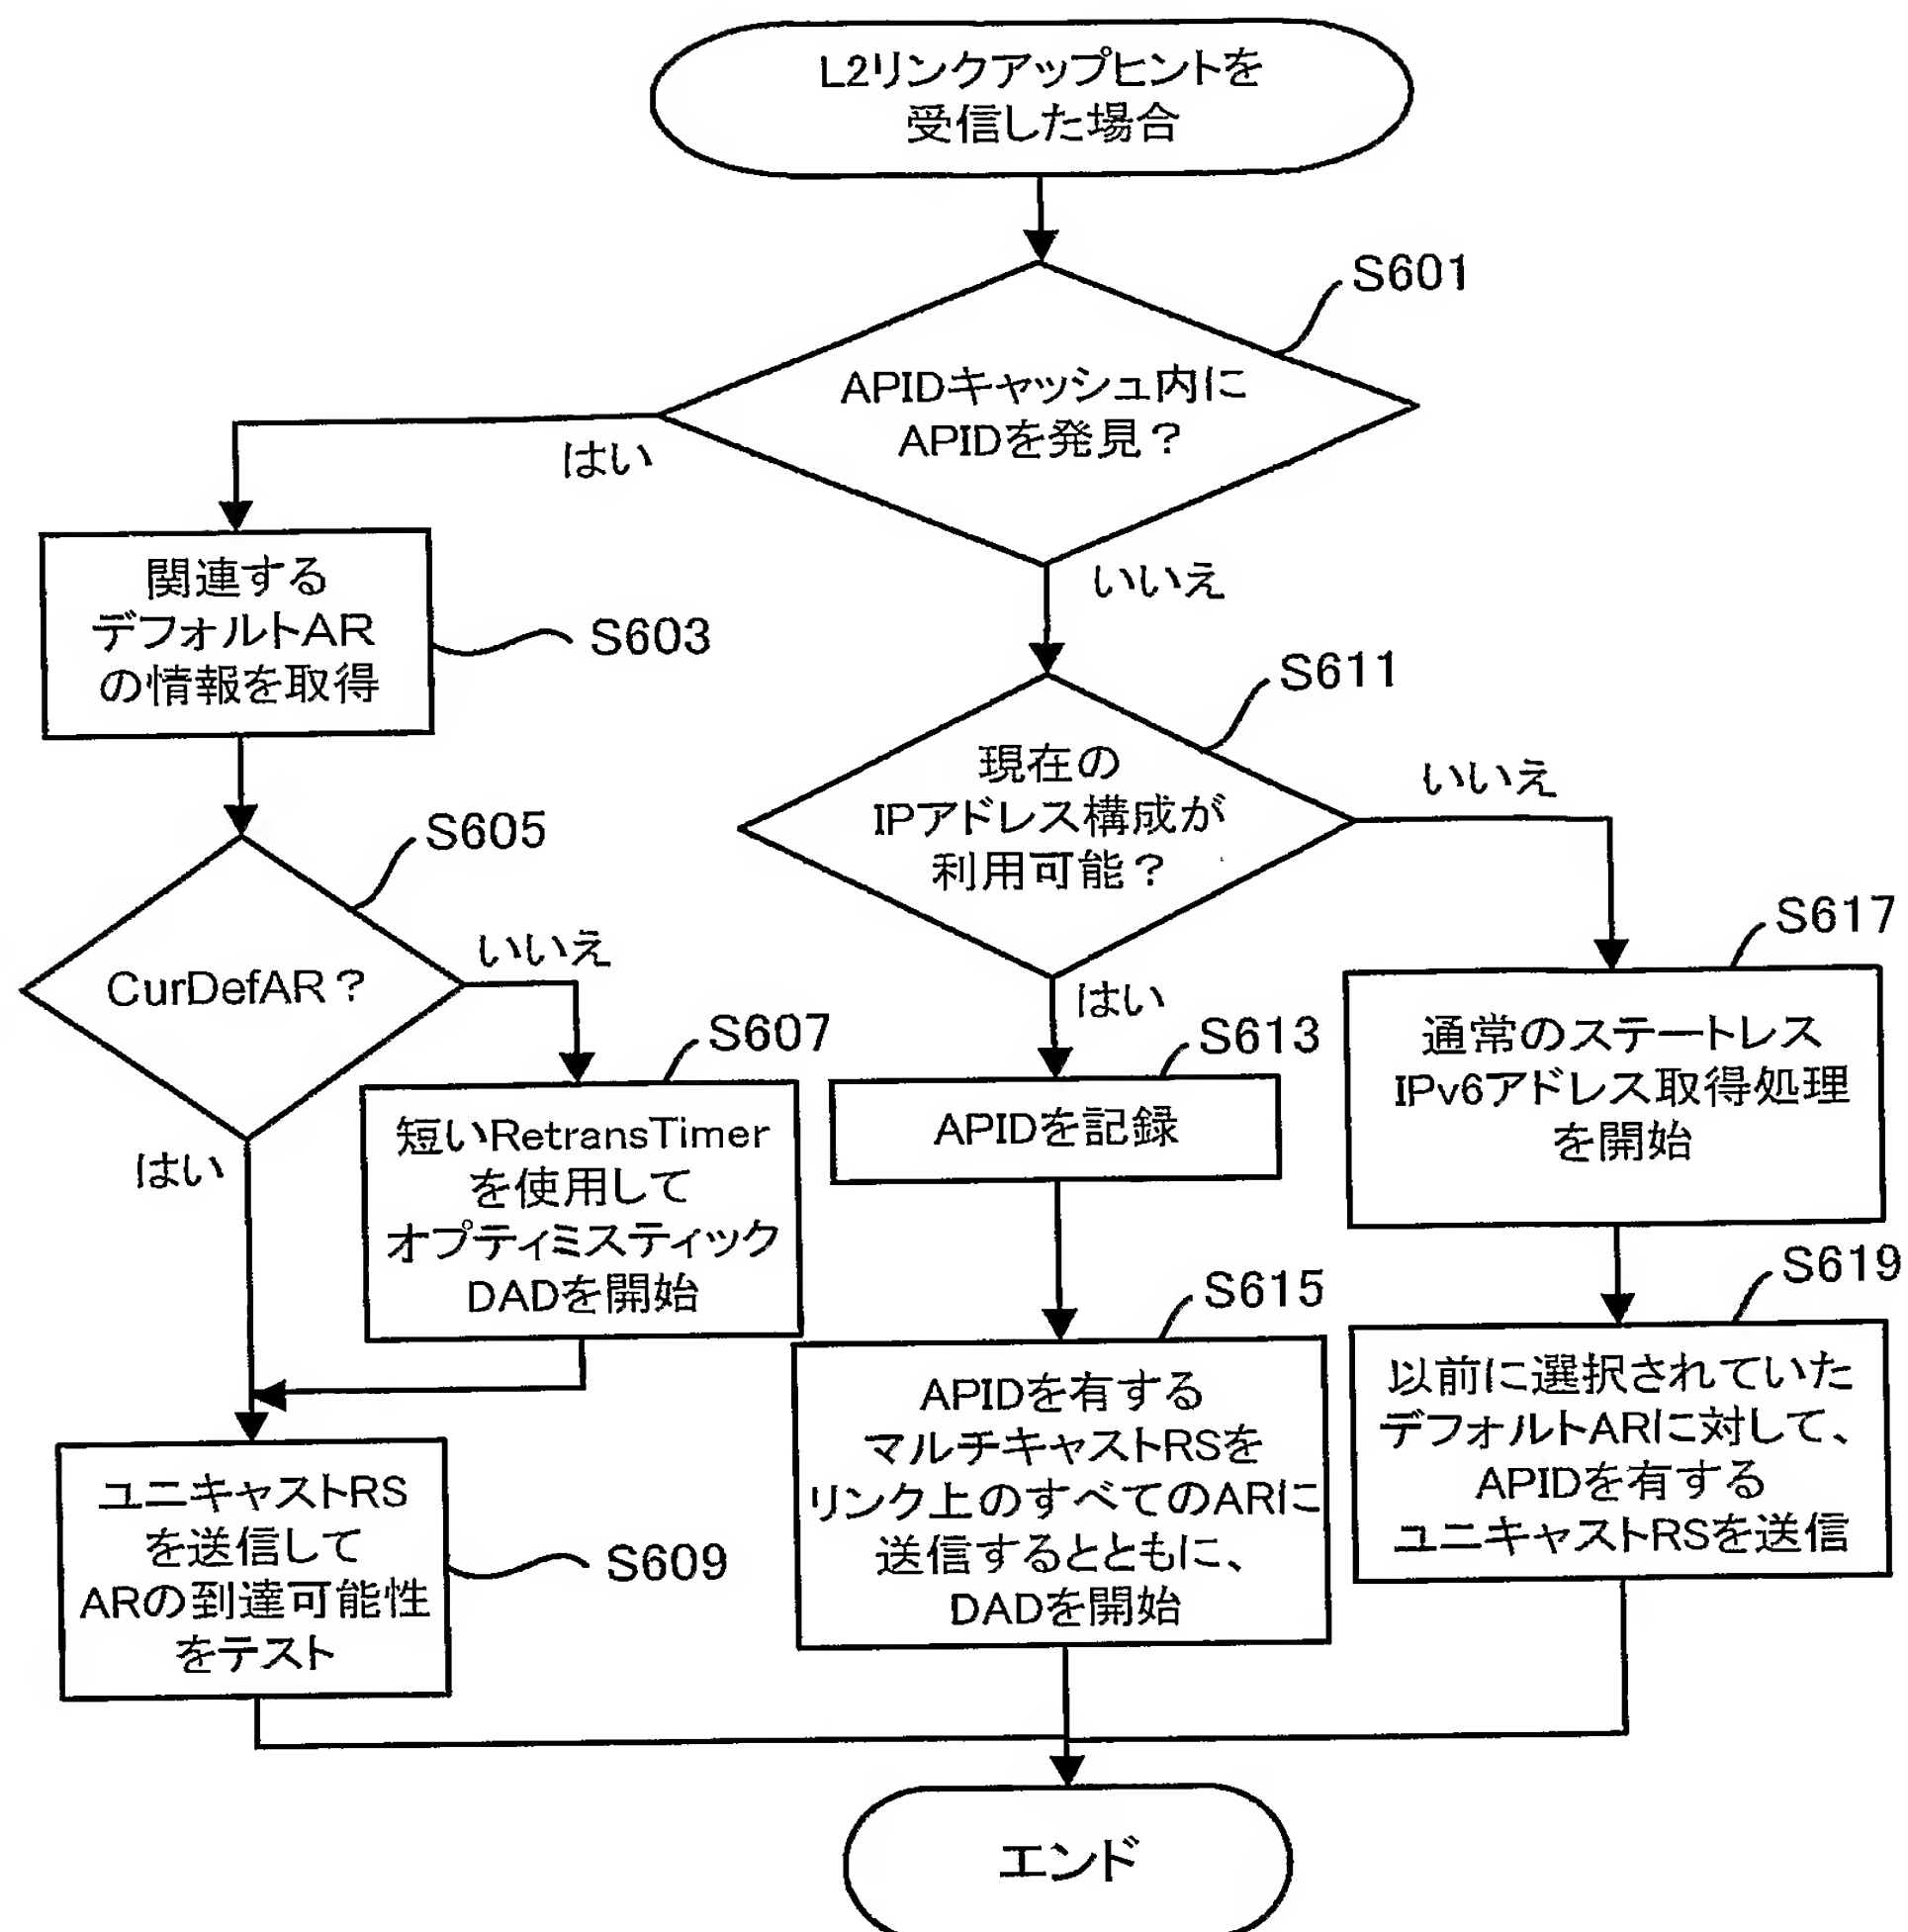 L2リンクアップヒントを
受信した場合
S601
APIDキャッシュ内に
APIDを発見？
はい
いいえ
関連する
デフォルトAR
の情報を取得
S603
S611
現在の
IPアドレス構成が
利用可能？
いいえ
S605
CurDefAR？
いいえ
はい
はい
S607
短いRetransTimer
を使用して
オプティミスティック
DADを開始
S613
APIDを記録
S617
通常のステートレス
IPv6アドレス取得処理
を開始
S615
APIDを有する
マルチキャストRSを
リンク上のすべてのARに
送信するとともに、
DADを開始
S619
以前に選択されていた
デフォルトARに対して、
APIDを有する
ユニキャストRSを送信
ユニキャストRS
を送信して
ARの到達可能性
をテスト
S609
エンド